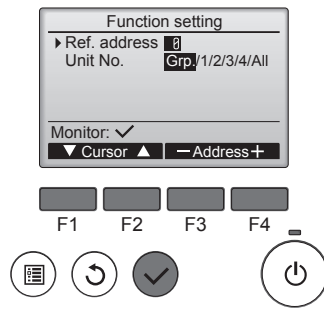 Function setting
Ref. address 0
Unit No. Grp./1/2/3/4/All
Monitor: ✓
▼ Cursor ▲ − Address +
F1 F2 F3 F4